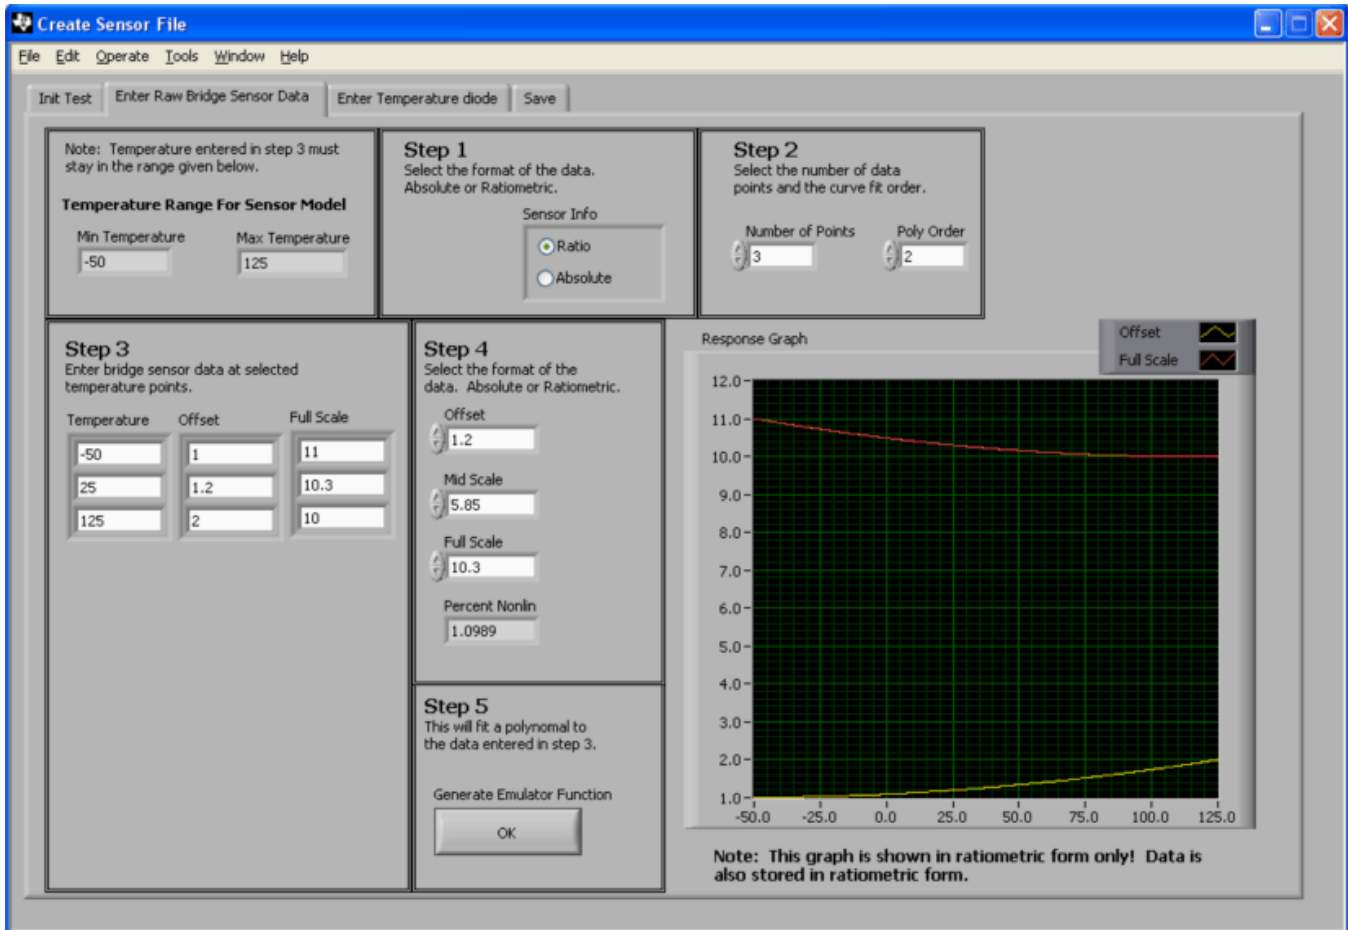 Create Sensor File
File Edit Operate Tools Window Help
Init Test Enter Raw Bridge Sensor Data Enter Temperature diode Save
Note: Temperature entered in step 3 must
stay in the range given below.
Temperature Range For Sensor Model
Min Temperature Max Temperature
-50 125
Step 1
Select the format of the data.
Absolute or Ratiometric.
Sensor Info
Ratio
Absolute
Step 2
Select the number of data
points and the curve fit order.
Number of Points Poly Order
3 2
Step 3
Enter bridge sensor data at selected
temperature points.
Temperature Offset Full Scale
-50 1 11
25 1.2 10.3
125 2 10
Step 4
Select the format of the
data. Absolute or Ratiometric.
Offset
1.2
Mid Scale
5.85
Full Scale
10.3
Percent Nonlin
1.0989
Step 5
This will fit a polynomal to
the data entered in step 3.
Generate Emulator Function
OK
Response Graph
Offset
Full Scale
12.0
11.0
10.0
9.0
8.0
7.0
6.0
5.0
4.0
3.0
2.0
1.0
-50.0 -25.0 0.0 25.0 50.0 75.0 100.0 125.0
Note: This graph is shown in ratiometric form only! Data is
also stored in ratiometric form.